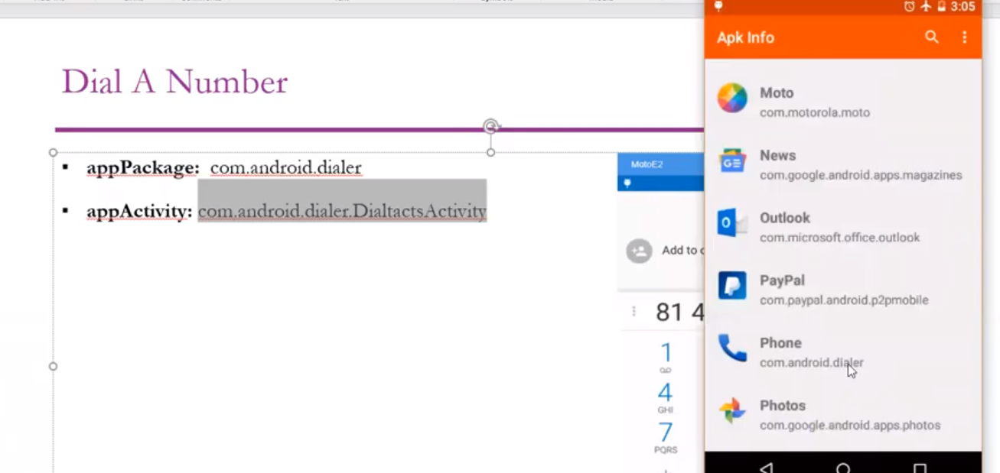 Dial A Number
▪ appPackage: com.android.dialer
▪ appActivity: com.android.dialer.DialtactsActivity
MotoE2
Add to
81 4
1
4
GHI
7
PQRS
3:05
Apk Info
Moto
com.motorola.moto
News
com.google.android.apps.magazines
Outlook
com.microsoft.office.outlook
PayPal
com.paypal.android.p2pmobile
Phone
com.android.dialer
Photos
com.google.android.apps.photos